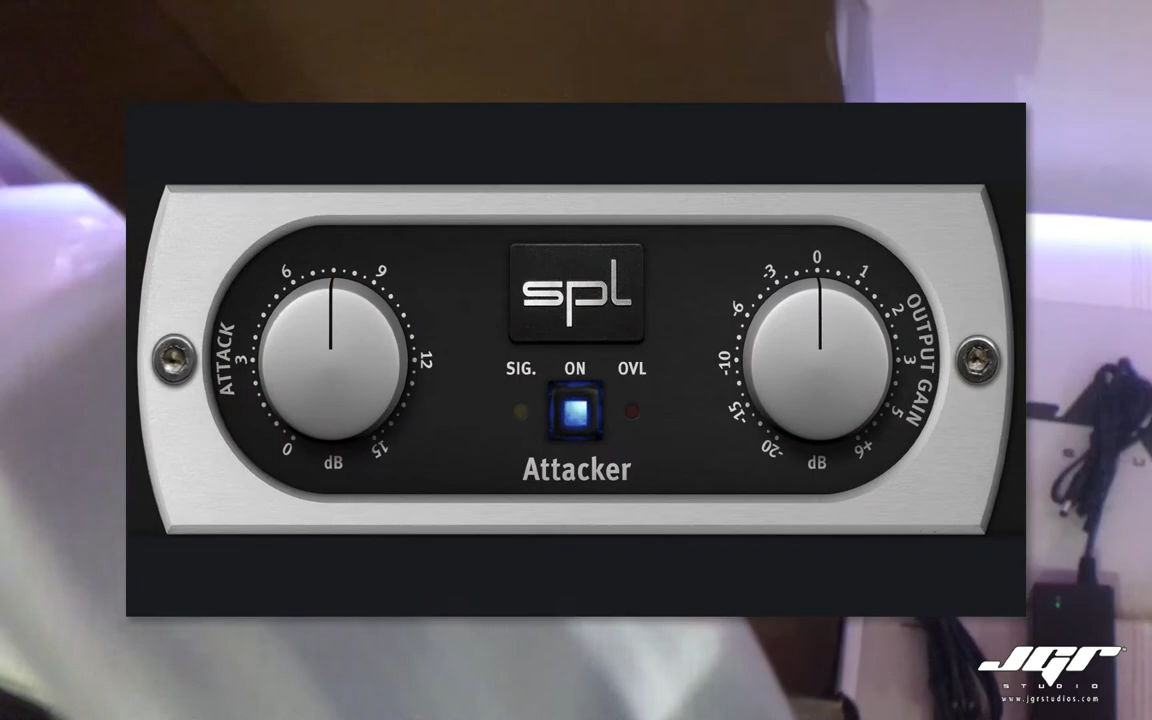 spl
SIG. ON OVL
Attacker
ATTACK
0 3 6 9 12 15
dB
OUTPUT GAIN
-20 -15 -10 -6 -3 0 1 2 3 5 +6
dB
JGR
STUDIO
www.jgrstudios.com